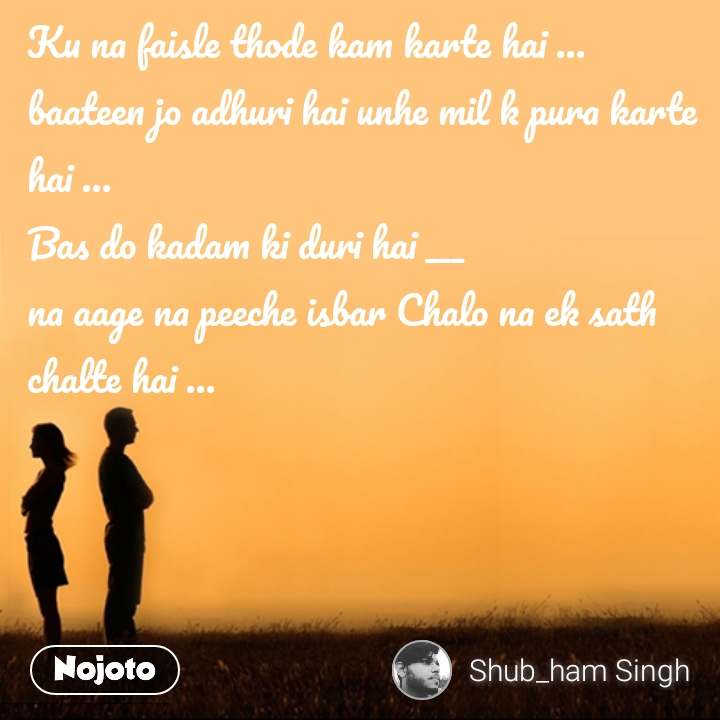 Ku na faisle thode kam karte hai ...
baateen jo adhuri hai unhe mil k pura karte
hai ...
Bas do kadam ki duri hai __
na aage na peeche isbar Chalo na ek sath
chalte hai ...
Nojoto
Shub_ham Singh